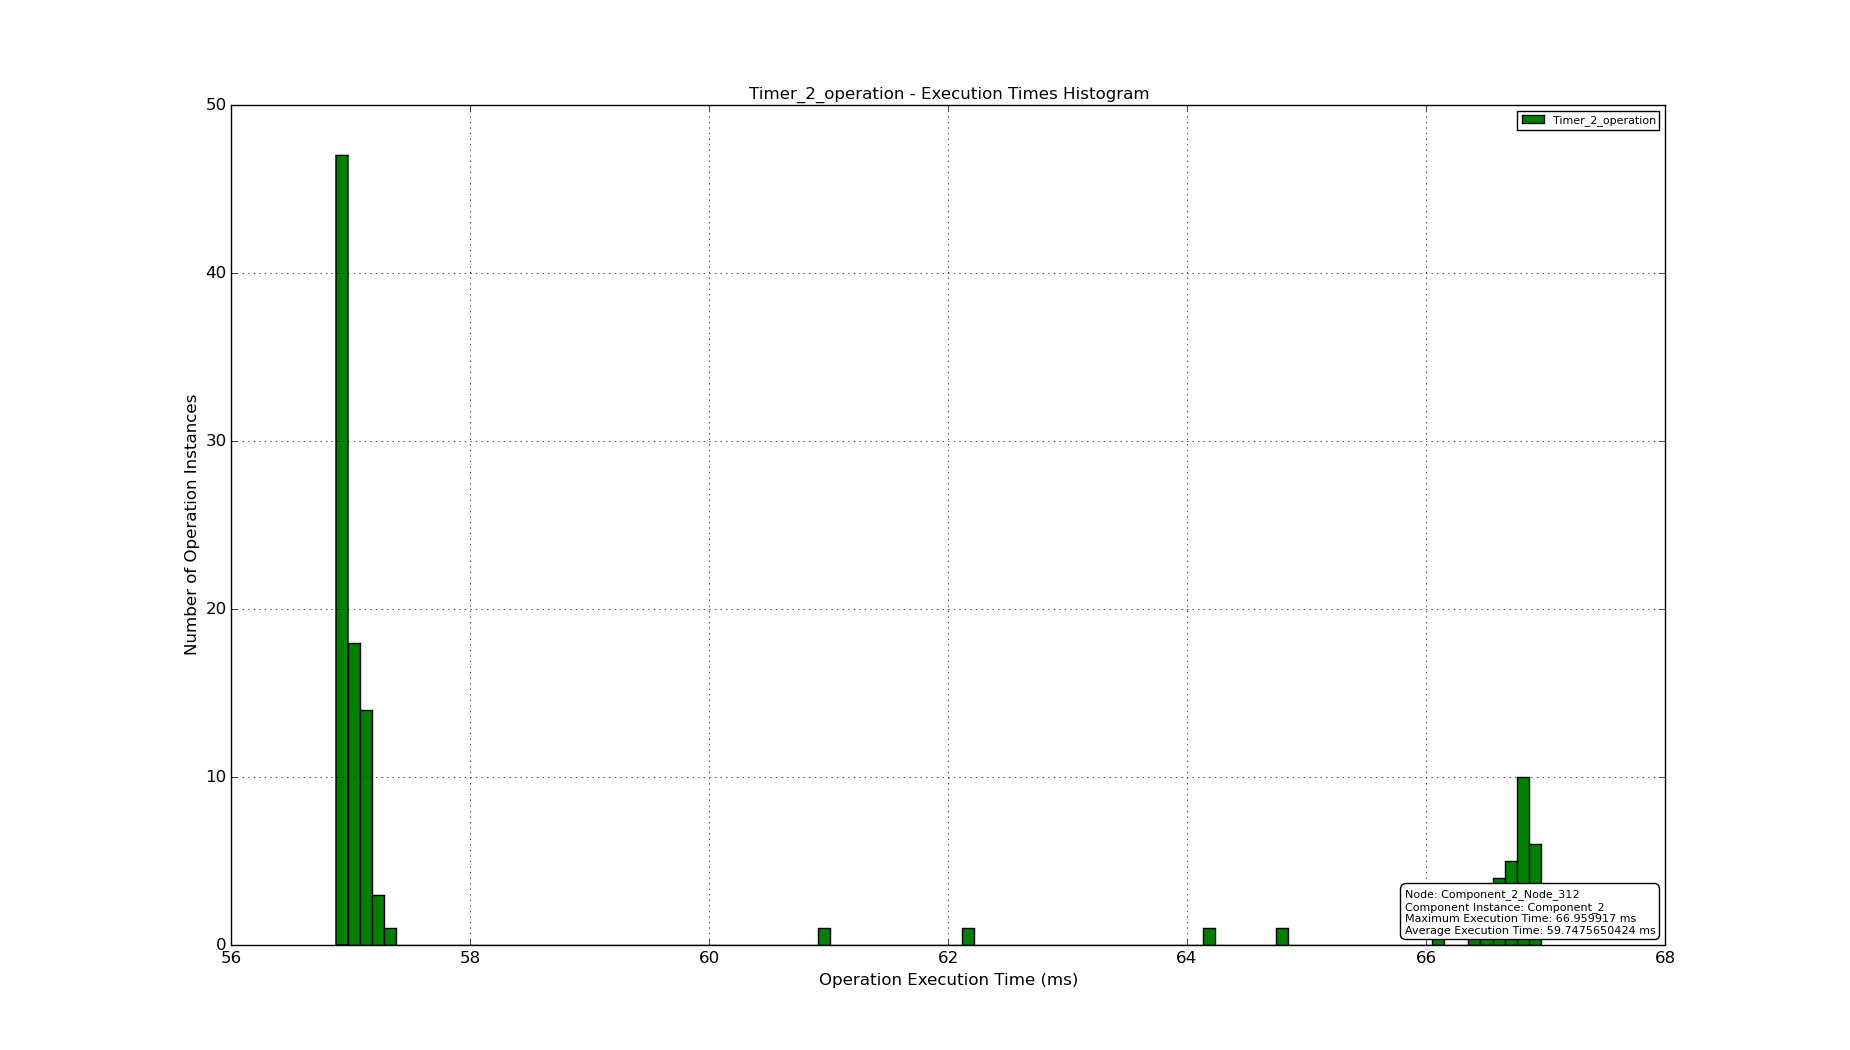 Timer_2_operation - Execution Times Histogram
Timer_2_operation
50
40
30
20
10
0
Number of Operation Instances
Node: Component_2_Node_312
Component Instance: Component_2
Maximum Execution Time: 66.959917 ms
Average Execution Time: 59.7475650424 ms
56 58 60 62 64 66 68
Operation Execution Time (ms)